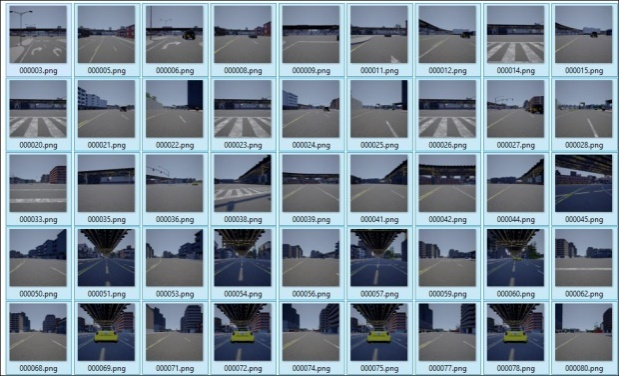 000003.png 000005.png 000006.png 000008.png 000009.png 000011.png 000012.png 000014.png 000015.png
000020.png 000021.png 000022.png 000023.png 000024.png 000025.png 000026.png 000027.png 000028.png
000033.png 000035.png 000036.png 000038.png 000039.png 000041.png 000042.png 000044.png 000045.png
000050.png 000051.png 000053.png 000054.png 000056.png 000057.png 000059.png 000060.png 000062.png
000068.png 000069.png 000071.png 000072.png 000074.png 000075.png 000077.png 000078.png 000080.png